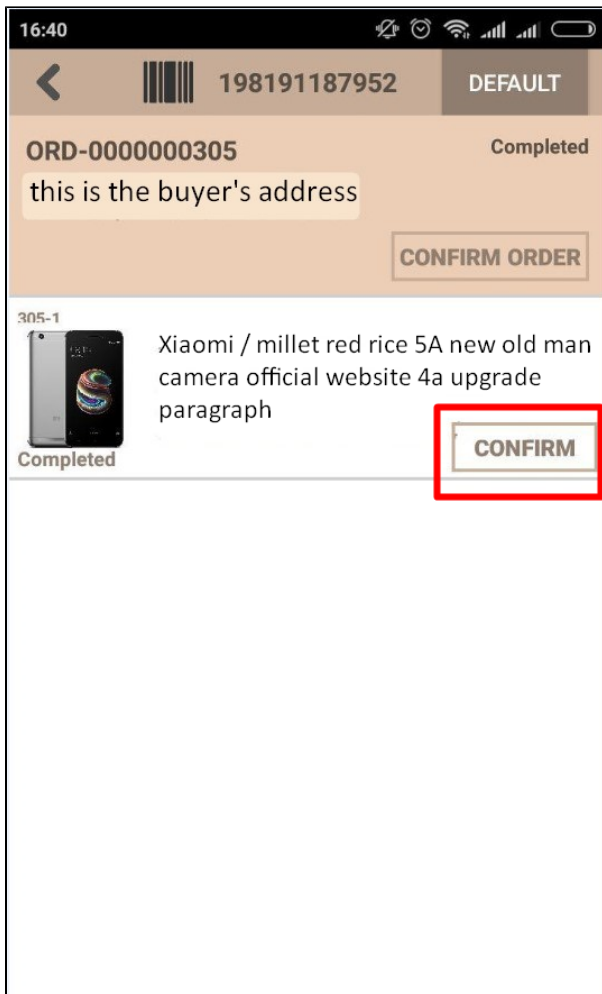 16:40
198191187952 DEFAULT
ORD-0000000305 Completed
this is the buyer's address
CONFIRM ORDER
305-1
Xiaomi / millet red rice 5A new old man
camera official website 4a upgrade
paragraph
Completed
CONFIRM